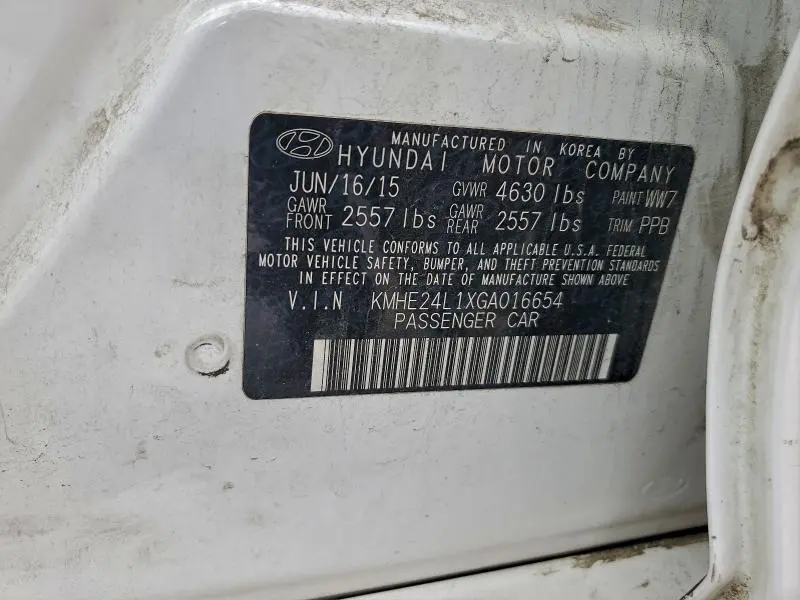 MANUFACTURED IN KOREA BY
HYUNDAI MOTOR COMPANY
JUN/16/15 GVWR 4630 lbs PAINT WW7
GAWR FRONT 2557 lbs GAWR REAR 2557 lbs TRIM PPB
THIS VEHICLE CONFORMS TO ALL APPLICABLE U.S.A. FEDERAL
MOTOR VEHICLE SAFETY, BUMPER, AND THEFT PREVENTION STANDARDS
IN EFFECT ON THE DATE OF MANUFACTURE SHOWN ABOVE
V.I.N KMHE24L1XGA016654
PASSENGER CAR